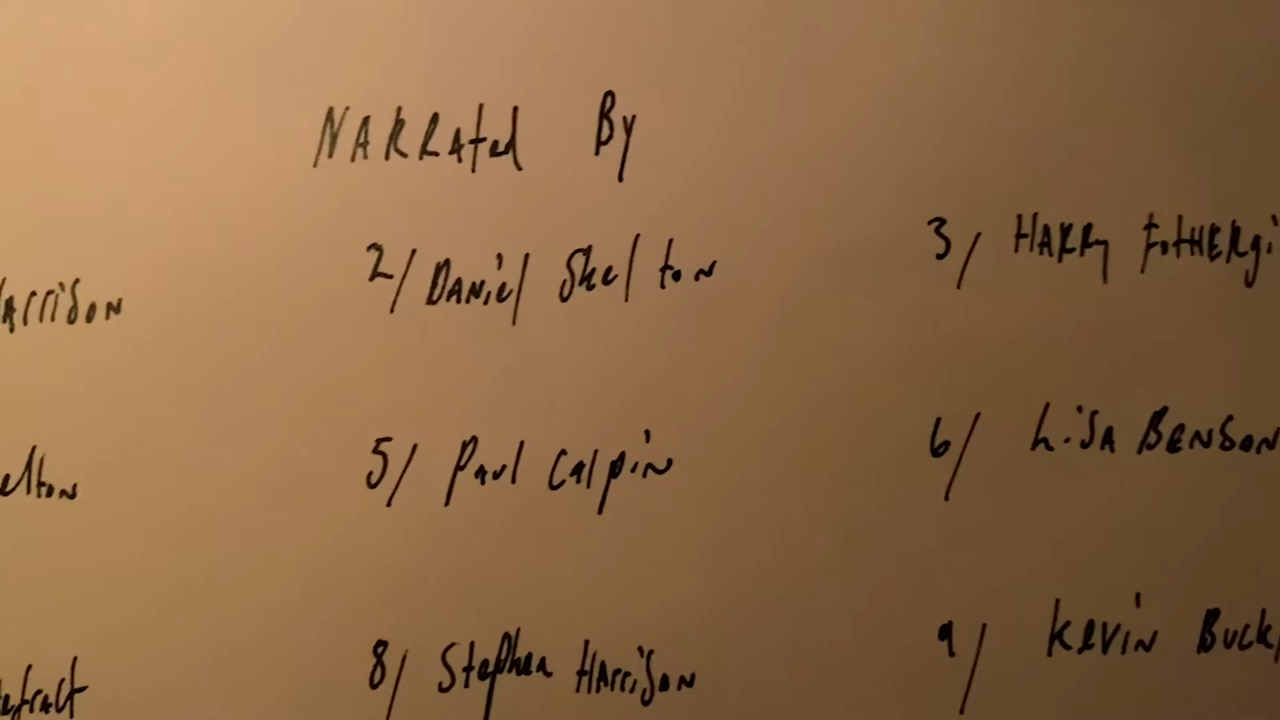 NARRated By
Harrison 2/ DANiel Shelton 3/ HARRy FotHERgi
elton 5/ Paul Calpin 6/ LiSA BENSON
efract 8/ Stephen HArriSon 9/ KEViN Buck